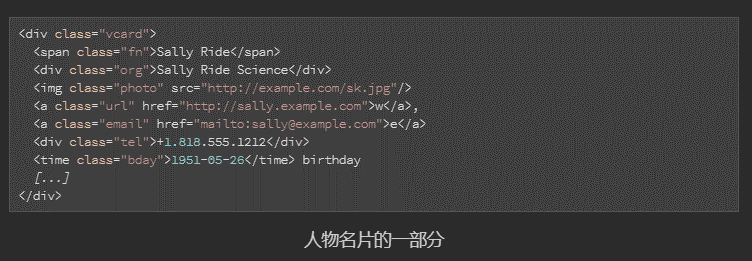 <div class="vcard">
  <span class="fn">Sally Ride</span>
  <div class="org">Sally Ride Science</div>
  <img class="photo" src="http://example.com/sk.jpg"/>
  <a class="url" href="http://sally.example.com">w</a>,
  <a class="email" href="mailto:sally@example.com">e</a>
  <div class="tel">+1.818.555.1212</div>
  <time class="bday">1951-05-26</time> birthday
  [...]
</div>
人物名片的一部分